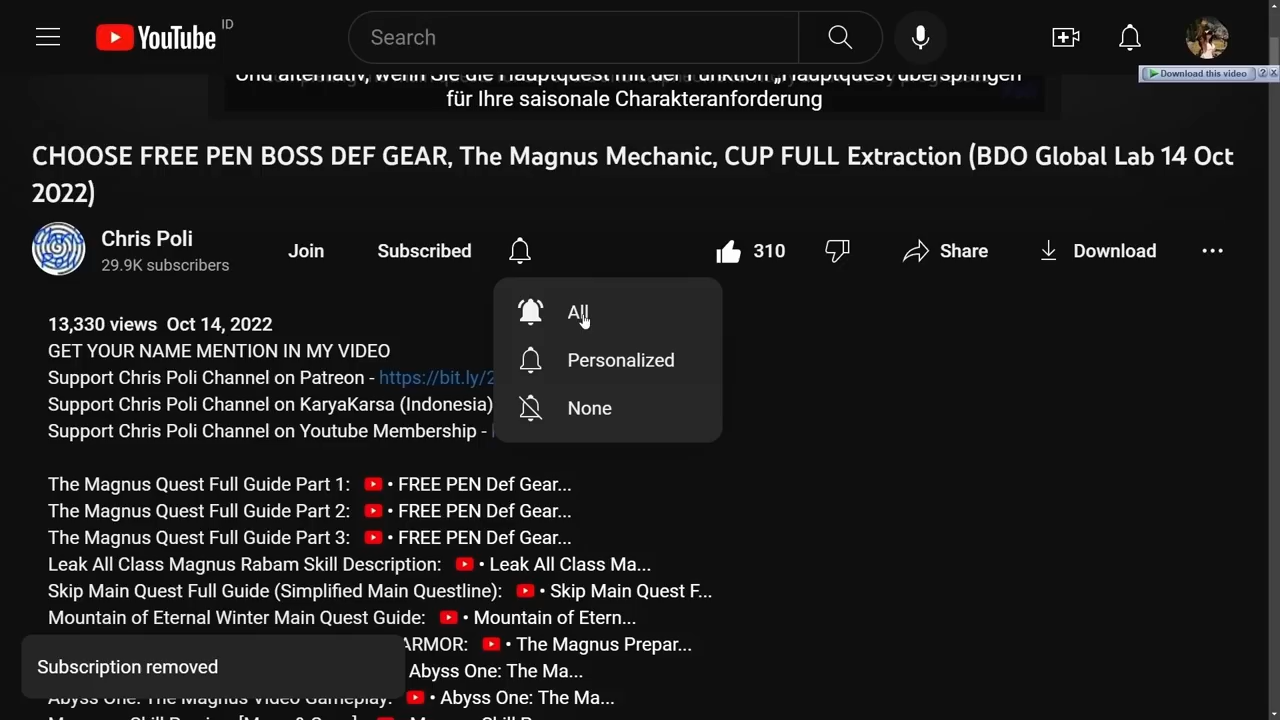 YouTube ID
Search
Download this video
Und alternativ, wenn Sie die Hauptquest mit der Funktion „Hauptquest überspringen"
für Ihre saisonale Charakteranforderung
CHOOSE FREE PEN BOSS DEF GEAR, The Magnus Mechanic, CUP FULL Extraction (BDO Global Lab 14 Oct
2022)
Chris Poli
29.9K subscribers
Join
Subscribed
310
Share
Download
All
Personalized
None
13,330 views Oct 14, 2022
GET YOUR NAME MENTION IN MY VIDEO
Support Chris Poli Channel on Patreon - https://bit.ly/2
Support Chris Poli Channel on KaryaKarsa (Indonesia)
Support Chris Poli Channel on Youtube Membership -
The Magnus Quest Full Guide Part 1: • FREE PEN Def Gear...
The Magnus Quest Full Guide Part 2: • FREE PEN Def Gear...
The Magnus Quest Full Guide Part 3: • FREE PEN Def Gear...
Leak All Class Magnus Rabam Skill Description: • Leak All Class Ma...
Skip Main Quest Full Guide (Simplified Main Questline): • Skip Main Quest F...
Mountain of Eternal Winter Main Quest Guide: • Mountain of Etern...
ARMOR: • The Magnus Prepar...
Abyss One: The Ma...
Abyss One: The Magnus Video Gameplay: • Abyss One: The Ma...
Subscription removed